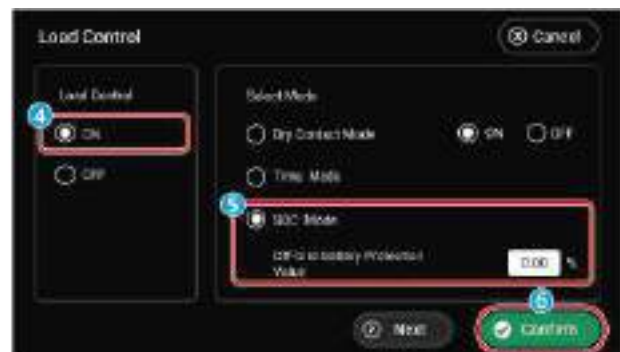 Load Control
Cancel
Load Control
Select Mode
4
ON
Dry Contact Mode
ON
OFF
OFF
Time Mode
5
SOC Mode
Off-Grid Battery Protection
Value
0.00 %
6
Next
Confirm